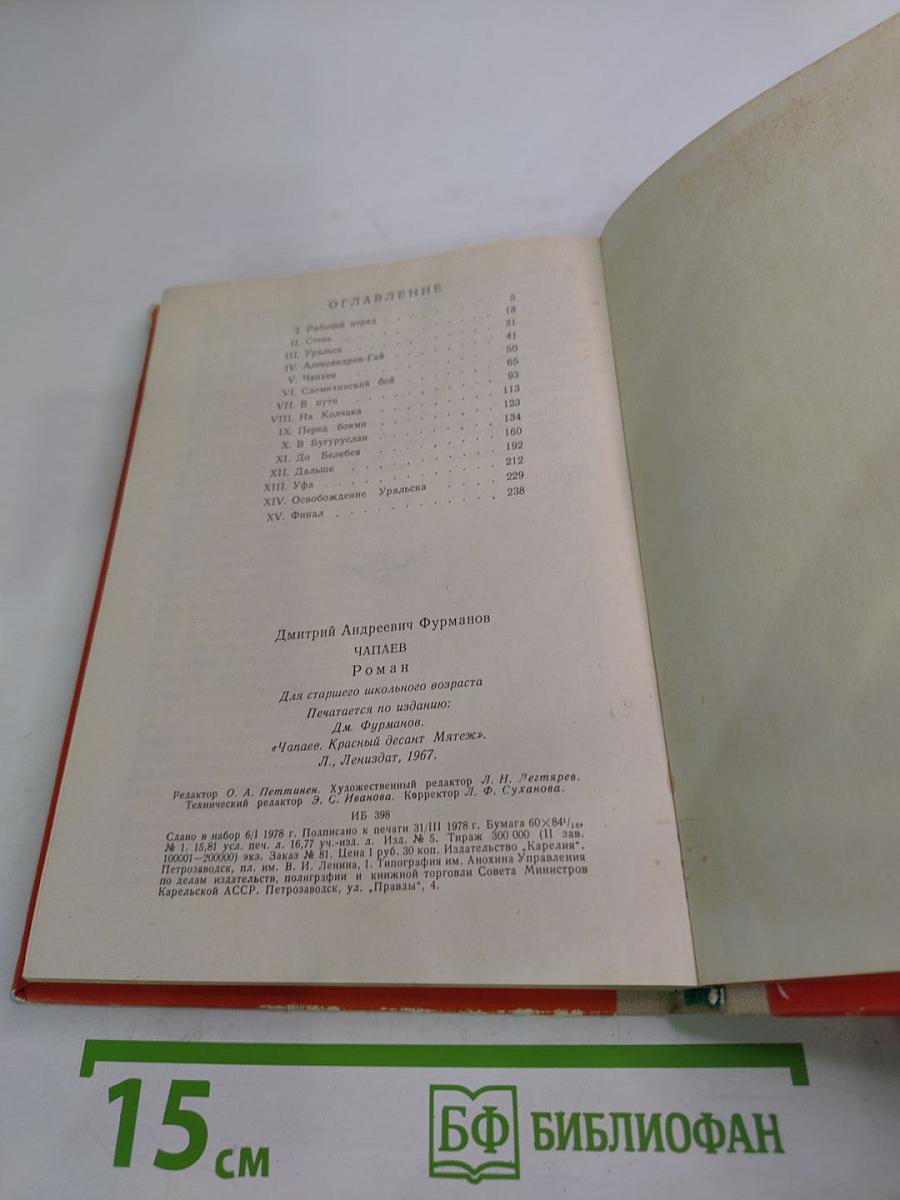 ОГЛАВЛЕНИЕ
I. Рабочий отряд . . . . . . . . 5
II. Степь . . . . . . . . 18
III. Уральск . . . . . . . . 31
IV. Александров-Гай . . . . . . . . 41
V. Чапаев . . . . . . . . 50
VI. Сломихинский бой . . . . . . . . 65
VII. В пути . . . . . . . . 93
VIII. На Колчака . . . . . . . . 113
IX. Перед боями . . . . . . . . 123
X. В Бугуруслан . . . . . . . . 134
XI. До Белебея . . . . . . . . 160
XII. Дальше . . . . . . . . 192
XIII. Уфа . . . . . . . . 212
XIV. Освобождение Уральска . . . . 229
XV. Финал . . . . . . . . 238
Дмитрий Андреевич Фурманов
ЧАПАЕВ
Роман
Для старшего школьного возраста
Печатается по изданию:
Дм. Фурманов.
«Чапаев. Красный десант Мятеж».
Л., Лениздат, 1967.
Редактор О. А. Петтинен. Художественный редактор Л. Н. Дегтярев.
Технический редактор Э. С. Иванова. Корректор Л. Ф. Суханова.
ИБ 398
Сдано в набор 6/I 1978 г. Подписано к печати 31/III 1978 г. Бумага 60×84¹/₁₆,
№ 1. 15,81 усл. печ. л. 16,77 уч.-изд. л. Изд. № 5. Тираж 300 000 (II зав.
100001—200000) экз. Заказ № 81. Цена 1 руб. 30 коп. Издательство „Карелия“.
Петрозаводск, пл. им. В. И. Ленина, 1. Типография им. Анохина Управления
по делам издательств, полиграфии и книжной торговли Совета Министров
Карельской АССР. Петрозаводск, ул. „Правды“, 4.
15 см
БФ БИБЛИОФАН